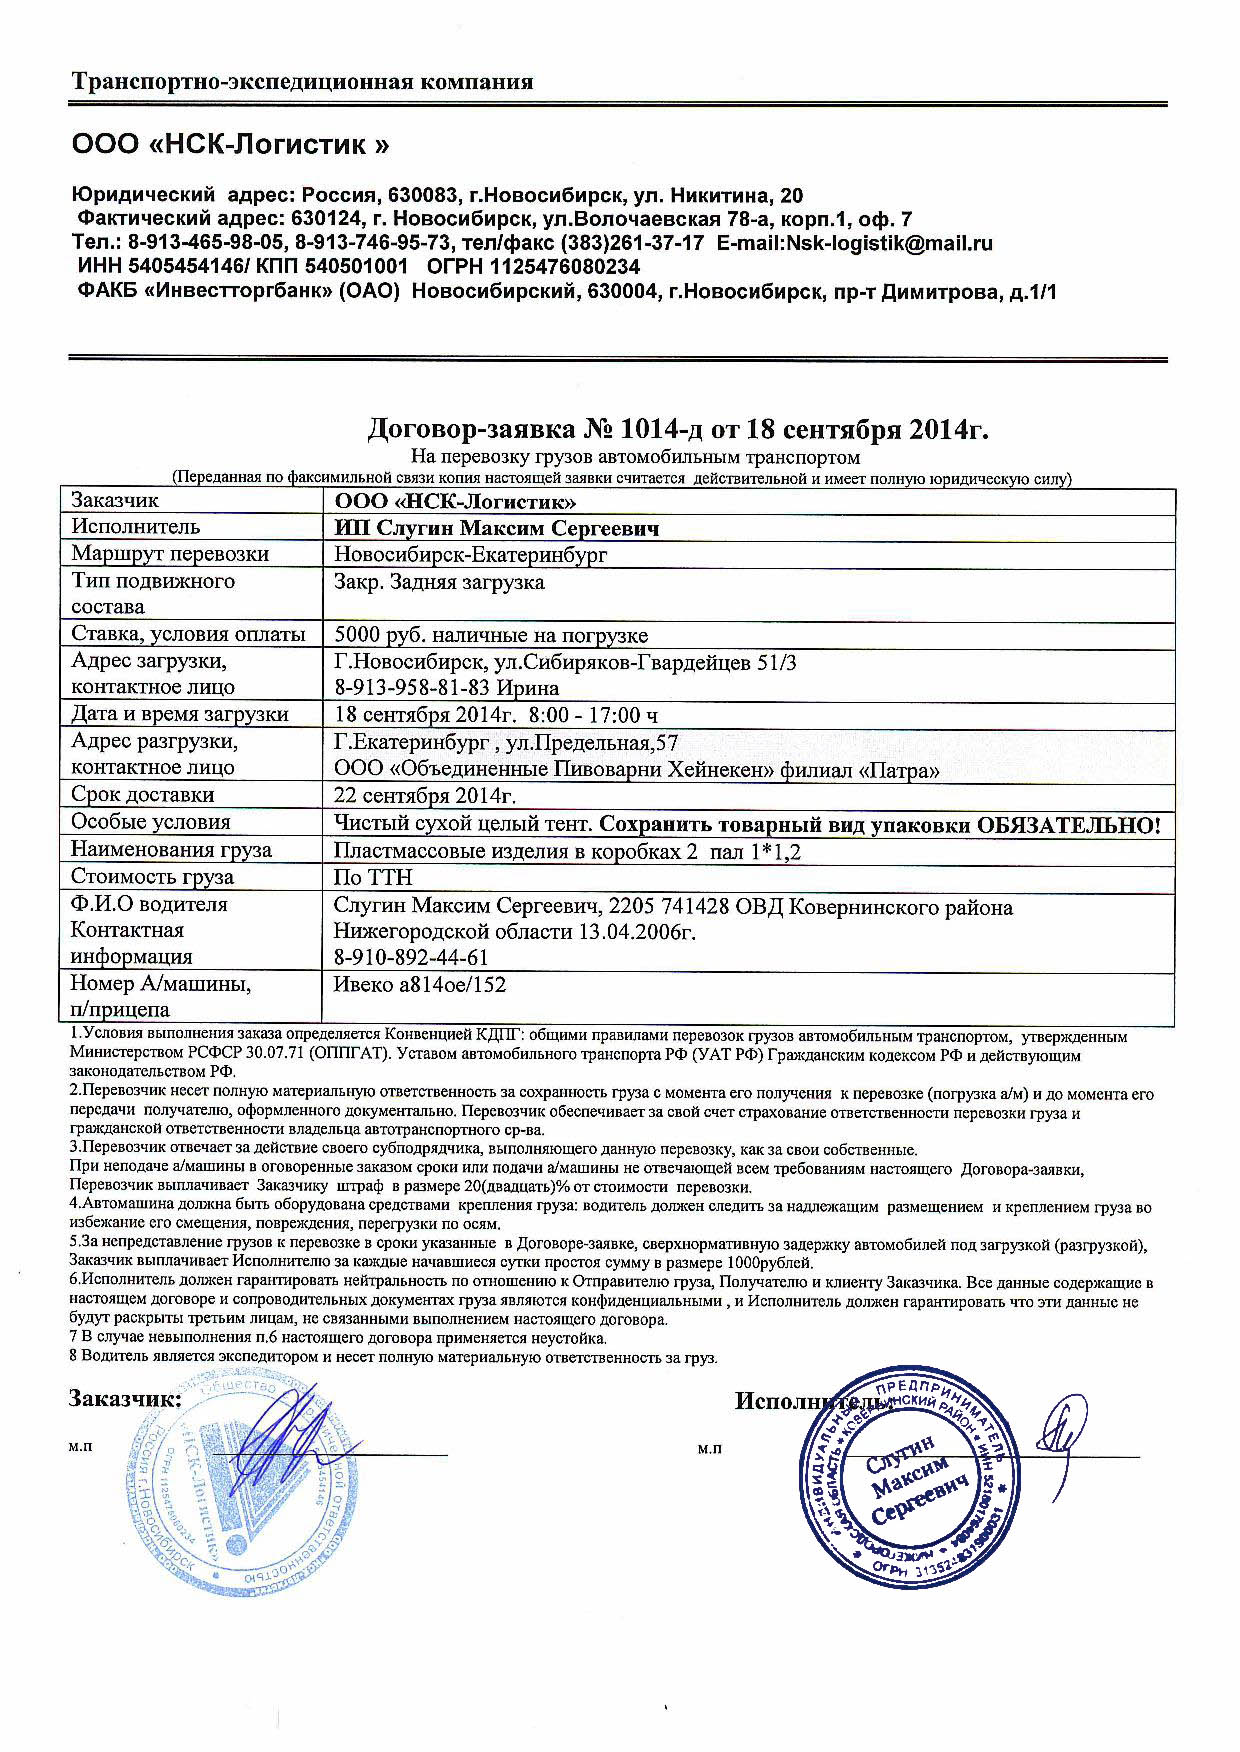 Транспортно-экспедиционная компания
ООО «НСК-Логистик »
Юридический адрес: Россия, 630083, г.Новосибирск, ул. Никитина, 20
Фактический адрес: 630124, г. Новосибирск, ул.Волочаевская 78-а, корп.1, оф. 7
Тел.: 8-913-465-98-05, 8-913-746-95-73, тел/факс (383)261-37-17 E-mail:Nsk-logistik@mail.ru
ИНН 5405454146/ КПП 540501001 ОГРН 1125476080234
ФАКБ «Инвестторгбанк» (ОАО) Новосибирский, 630004, г.Новосибирск, пр-т Димитрова, д.1/1
Договор-заявка № 1014-д от 18 сентября 2014г.
На перевозку грузов автомобильным транспортом
(Переданная по факсимильной связи копия настоящей заявки считается действительной и имеет полную юридическую силу)
Заказчик ООО «НСК-Логистик»
Исполнитель ИП Слугин Максим Сергеевич
Маршрут перевозки Новосибирск-Екатеринбург
Тип подвижного состава Закр. Задняя загрузка
Ставка, условия оплаты 5000 руб. наличные на погрузке
Адрес загрузки, Г.Новосибирск, ул.Сибиряков-Гвардейцев 51/3
контактное лицо 8-913-958-81-83 Ирина
Дата и время загрузки 18 сентября 2014г. 8:00 - 17:00 ч
Адрес разгрузки, Г.Екатеринбург , ул.Предельная,57
контактное лицо ООО «Объединенные Пивоварни Хейнекен» филиал «Патра»
Срок доставки 22 сентября 2014г.
Особые условия Чистый сухой целый тент. Сохранить товарный вид упаковки ОБЯЗАТЕЛЬНО!
Наименования груза Пластмассовые изделия в коробках 2 пал 1*1,2
Стоимость груза По ТТН
Ф.И.О водителя Слугин Максим Сергеевич, 2205 741428 ОВД Ковернинского района
Контактная Нижегородской области 13.04.2006г.
информация 8-910-892-44-61
Номер А/машины, Ивеко а814ое/152
п/прицепа
1.Условия выполнения заказа определяется Конвенцией КДПГ: общими правилами перевозок грузов автомобильным транспортом, утвержденным
Министерством РСФСР 30.07.71 (ОППГАТ). Уставом автомобильного транспорта РФ (УАТ РФ) Гражданским кодексом РФ и действующим
законодательством РФ.
2.Перевозчик несет полную материальную ответственность за сохранность груза с момента его получения к перевозке (погрузка а/м) и до момента его
передачи получателю, оформленного документально. Перевозчик обеспечивает за свой счет страхование ответственности перевозки груза и
гражданской ответственности владельца автотранспортного ср-ва.
3.Перевозчик отвечает за действие своего субподрядчика, выполняющего данную перевозку, как за свои собственные.
При неподаче а/машины в оговоренные заказом сроки или подачи а/машины не отвечающей всем требованиям настоящего Договора-заявки,
Перевозчик выплачивает Заказчику штраф в размере 20(двадцать)% от стоимости перевозки.
4.Автомашина должна быть оборудована средствами крепления груза: водитель должен следить за надлежащим размещением и креплением груза во
избежание его смещения, повреждения, перегрузки по осям.
5.За непредставление грузов к перевозке в сроки указанные в Договоре-заявке, сверхнормативную задержку автомобилей под загрузкой (разгрузкой),
Заказчик выплачивает Исполнителю за каждые начавшиеся сутки простоя сумму в размере 1000рублей.
6.Исполнитель должен гарантировать нейтральность по отношению к Отправителю груза, Получателю и клиенту Заказчика. Все данные содержащие в
настоящем договоре и сопроводительных документах груза являются конфиденциальными , и Исполнитель должен гарантировать что эти данные не
будут раскрыты третьим лицам, не связанными выполнением настоящего договора.
7 В случае невыполнения п.6 настоящего договора применяется неустойка.
8 Водитель является экспедитором и несет полную материальную ответственность за груз.
Заказчик: Исполнитель:
м.п м.п
Общество ответственностью
Россия г.Новосибирск
ОГРН 1125476080234
«НСК-Логистик»
ПРЕДПРИНИМАТЕЛЬ
КОВЕРНИНСКИЙ РАЙОН
Слугин
Максим
Сергеевич